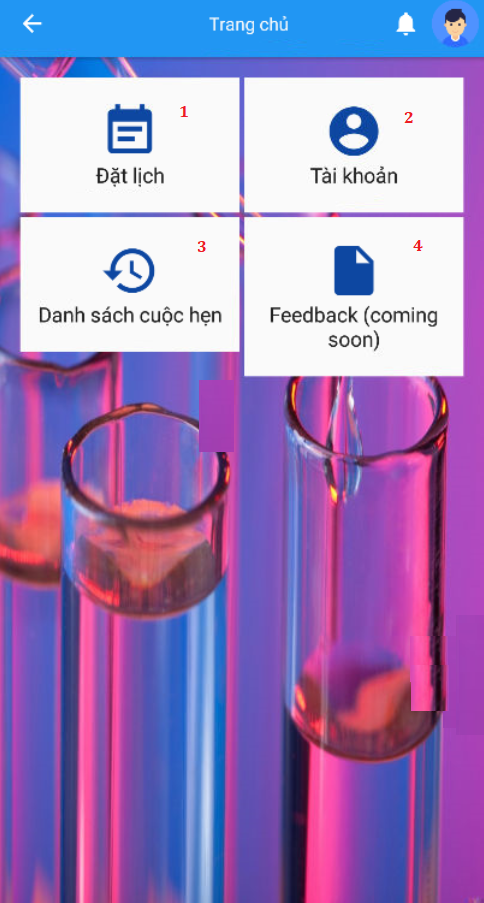 Trang chủ
1
Đặt lịch
2
Tài khoản
3
Danh sách cuộc hẹn
4
Feedback (coming
soon)